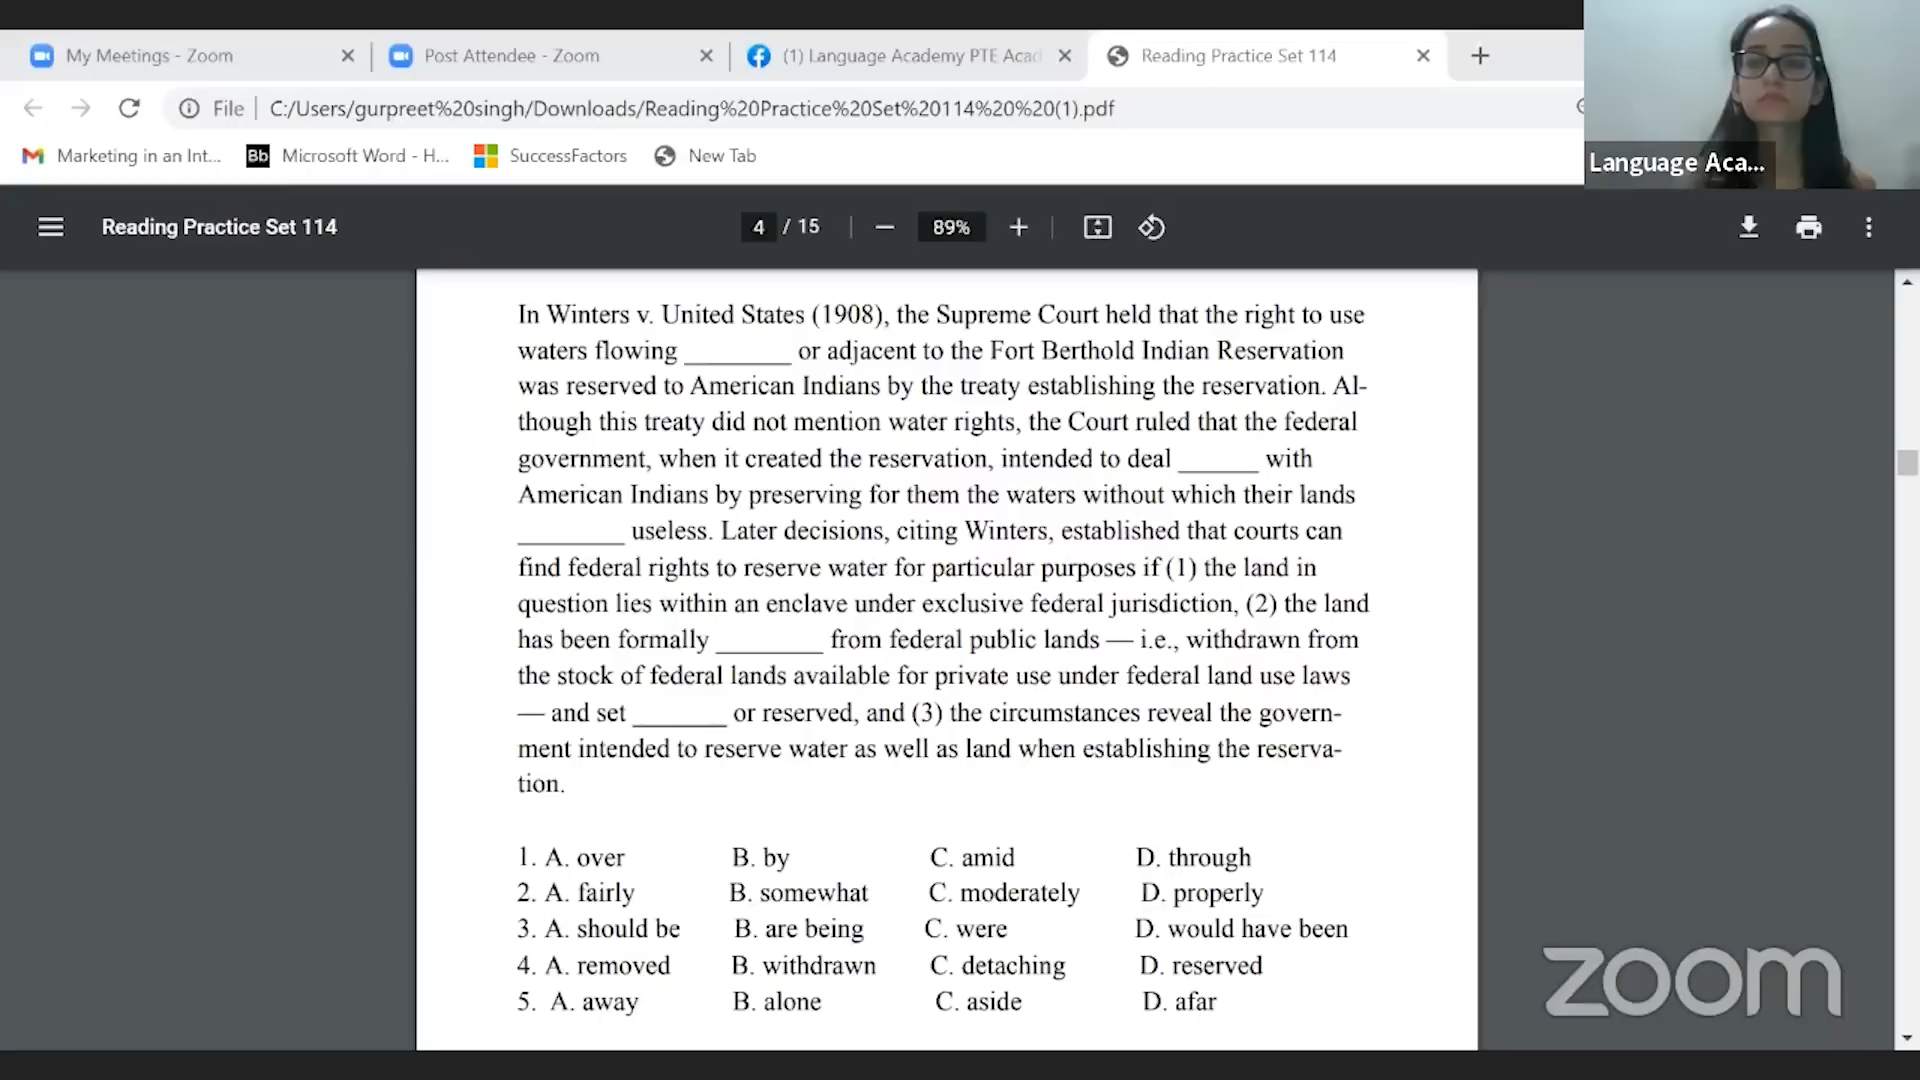 My Meetings - Zoom
Post Attendee - Zoom
(1) Language Academy PTE Acad
Reading Practice Set 114
File
C:/Users/gurpreet%20singh/Downloads/Reading%20Practice%20Set%20114%20%20(1).pdf
Marketing in an Int...
Bb Microsoft Word - H...
SuccessFactors
New Tab
Language Aca...
Reading Practice Set 114
4 / 15
89%
In Winters v. United States (1908), the Supreme Court held that the right to use
waters flowing ________ or adjacent to the Fort Berthold Indian Reservation
was reserved to American Indians by the treaty establishing the reservation. Al-
though this treaty did not mention water rights, the Court ruled that the federal
government, when it created the reservation, intended to deal ______ with
American Indians by preserving for them the waters without which their lands
________ useless. Later decisions, citing Winters, established that courts can
find federal rights to reserve water for particular purposes if (1) the land in
question lies within an enclave under exclusive federal jurisdiction, (2) the land
has been formally ________ from federal public lands — i.e., withdrawn from
the stock of federal lands available for private use under federal land use laws
— and set _______ or reserved, and (3) the circumstances reveal the govern-
ment intended to reserve water as well as land when establishing the reserva-
tion.
1. A. over B. by C. amid D. through
2. A. fairly B. somewhat C. moderately D. properly
3. A. should be B. are being C. were D. would have been
4. A. removed B. withdrawn C. detaching D. reserved
5. A. away B. alone C. aside D. afar
zoom